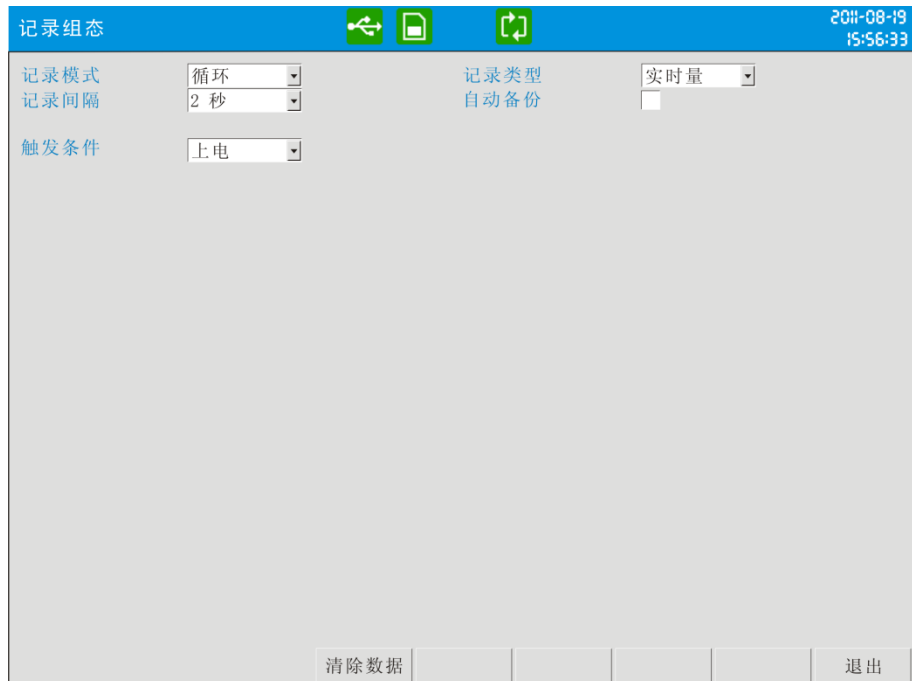 记录组态
2011-08-19
15:56:33
记录模式 循环 记录类型 实时量
记录间隔 2 秒 自动备份
触发条件 上电
清除数据 退出